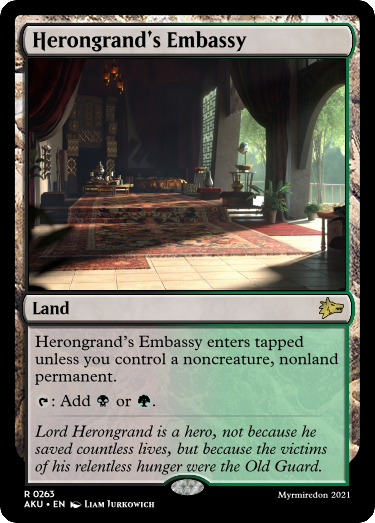 Herongrand's Embassy
Land
Herongrand's Embassy enters tapped
unless you control a noncreature, nonland
permanent.
: Add or .
Lord Herongrand is a hero, not because he
saved countless lives, but because the victims
of his relentless hunger were the Old Guard.
R 0263
Myrmiredon 2021
AKU • EN Liam Jurkowich